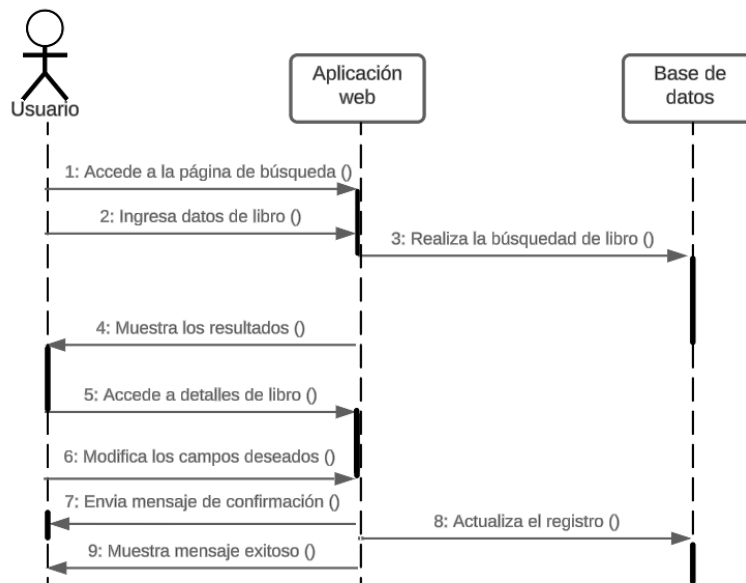 Usuario
Aplicación
web
Base de
datos
1: Accede a la página de búsqueda ()
2: Ingresa datos de libro ()
3: Realiza la búsquedad de libro ()
4: Muestra los resultados ()
5: Accede a detalles de libro ()
6: Modifica los campos deseados ()
7: Envia mensaje de confirmación ()
8: Actualiza el registro ()
9: Muestra mensaje exitoso ()